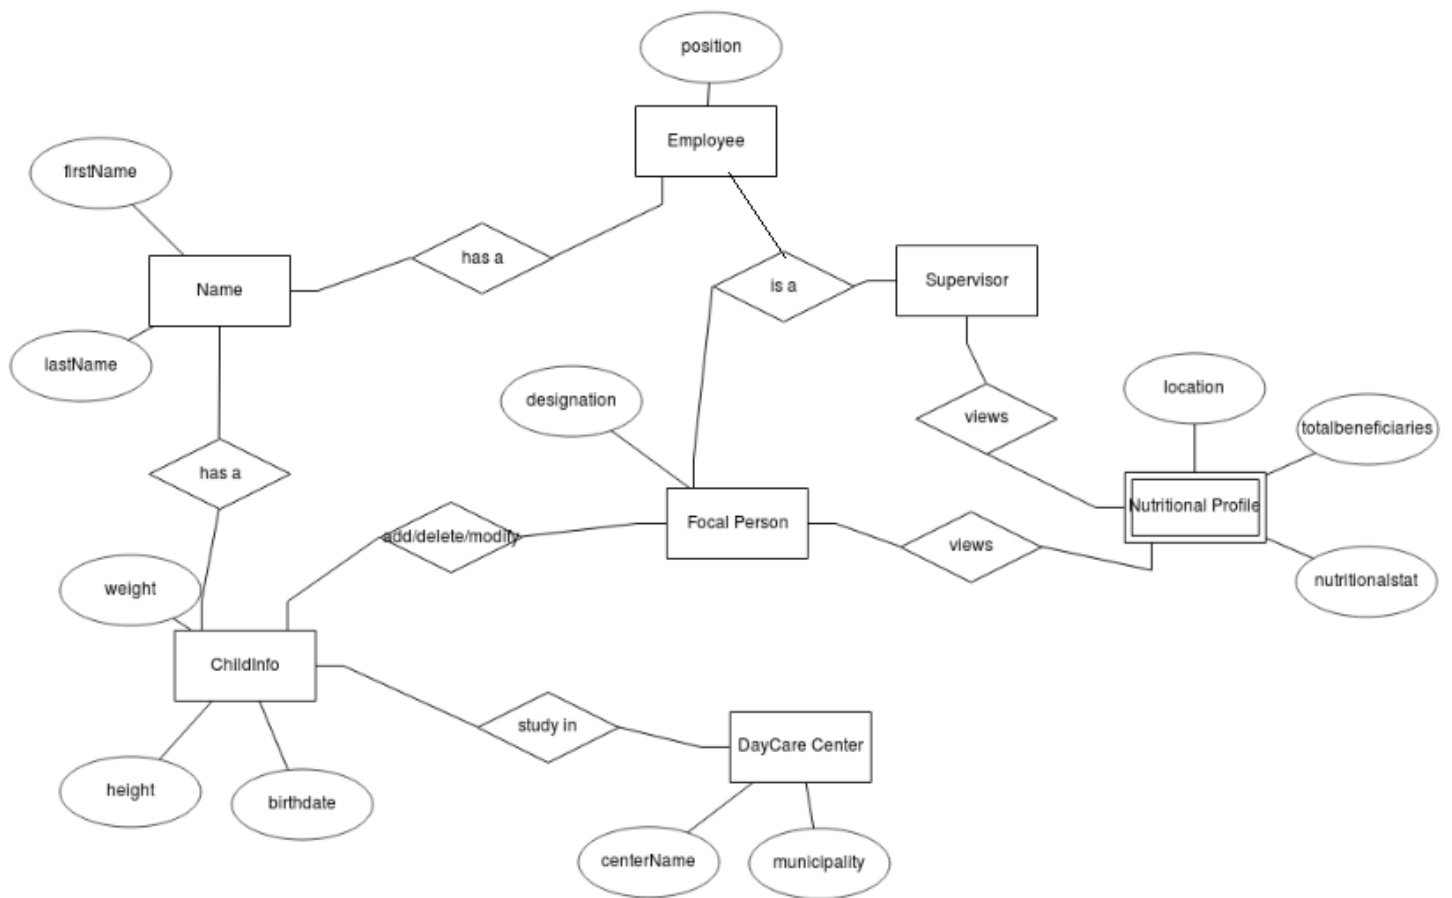 position
Employee
firstName
has a
Name
is a
Supervisor
lastName
designation
location
views
totalbeneficiaries
has a
Nutritional Profile
add/delete/modify
Focal Person
views
weight
nutritionalstat
ChildInfo
study in
DayCare Center
height
birthdate
centerName
municipality